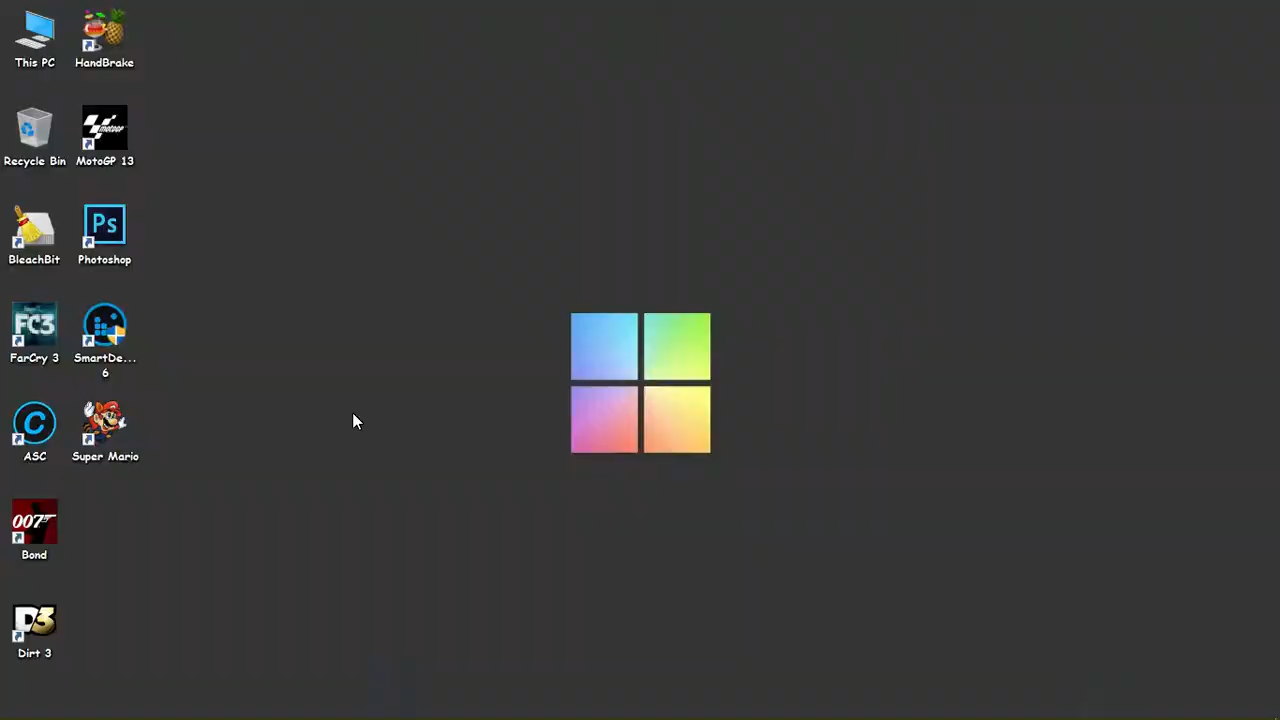 This PC
HandBrake
Recycle Bin
motoGP
MotoGP 13
BleachBit
Ps
Photoshop
FC3
FarCry 3
SmartDe...
6
C
ASC
Super Mario
007
Bond
D3
Dirt 3